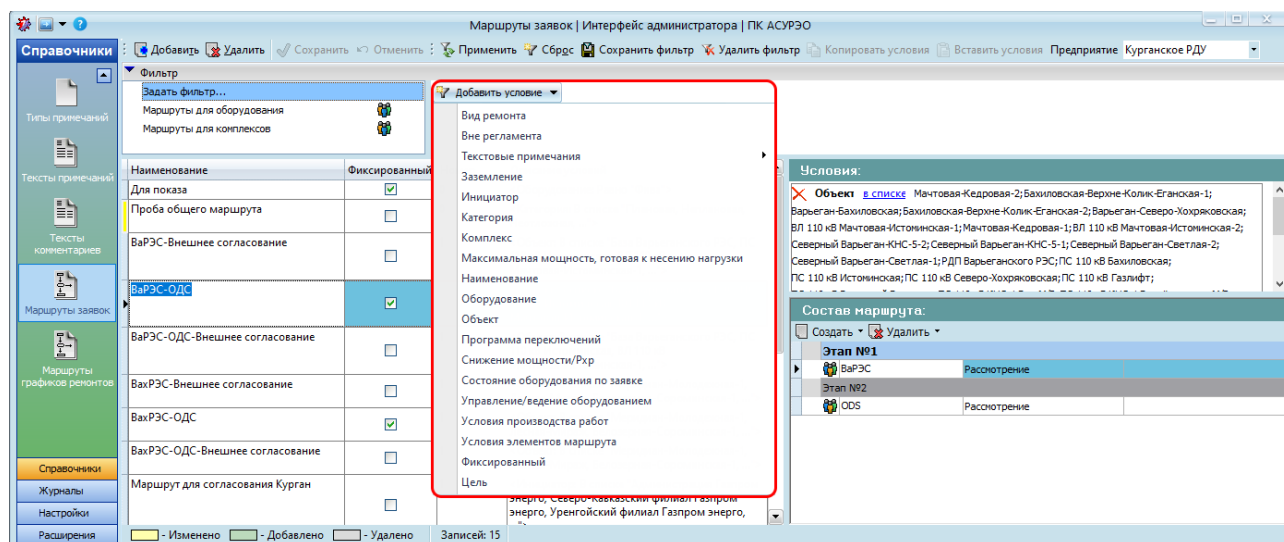 Маршруты заявок | Интерфейс администратора | ПК АСУРЭО
Справочники
Добавить Удалить Сохранить Отменить Применить Сброс Сохранить фильтр Удалить фильтр Копировать условия Вставить условия Предприятие Курганское РДУ
Типы примечаний
Тексты примечаний
Тексты
комментариев
Маршруты заявок
Маршруты
графиков ремонтов
Справочники
Журналы
Настройки
Расширения
Фильтр
Задать фильтр...
Маршруты для оборудования
Маршруты для комплексов
Наименование Фиксированный
Для показа
Проба общего маршрута
ВаРЭС-Внешнее согласование
ВаРЭС-ОДС
ВаРЭС-ОДС-Внешнее согласование
ВахРЭС-Внешнее согласование
ВахРЭС-ОДС
ВахРЭС-ОДС-Внешнее согласование
Маршрут для согласования Курган
Добавить условие
Вид ремонта
Вне регламента
Текстовые примечания
Заземление
Инициатор
Категория
Комплекс
Максимальная мощность, готовая к несению нагрузки
Наименование
Оборудование
Объект
Программа переключений
Снижение мощности/Рхр
Состояние оборудования по заявке
Управление/ведение оборудованием
Условия производства работ
Условия элементов маршрута
Фиксированный
Цель
энерго, Северо-Кавказский филиал Газпром
энерго, Уренгойский филиал Газпром энерго,
Условия:
Объект в списке Мачтовая-Кедровая-2;Бахиловская-Верхне-Колик-Еганская-1;
Варьеган-Бахиловская;Бахиловская-Верхне-Колик-Еганская-2;Варьеган-Северо-Хохряковская;
ВЛ 110 кВ Мачтовая-Истоминская-1;Мачтовая-Кедровая-1;ВЛ 110 кВ Мачтовая-Истоминская-2;
Северный Варьеган-КНС-5-2;Северный Варьеган-КНС-5-1;Северный Варьеган-Светлая-2;
Северный Варьеган-Светлая-1;РДП Варьеганского РЭС;ПС 110 кВ Бахиловская;
ПС 110 кВ Истоминская;ПС 110 кВ Северо-Хохряковская;ПС 110 кВ Газлифт;
Состав маршрута:
Создать Удалить
Этап №1
ВаРЭС Рассмотрение
Этап №2
ODS Рассмотрение
- Изменено - Добавлено - Удалено Записей: 15